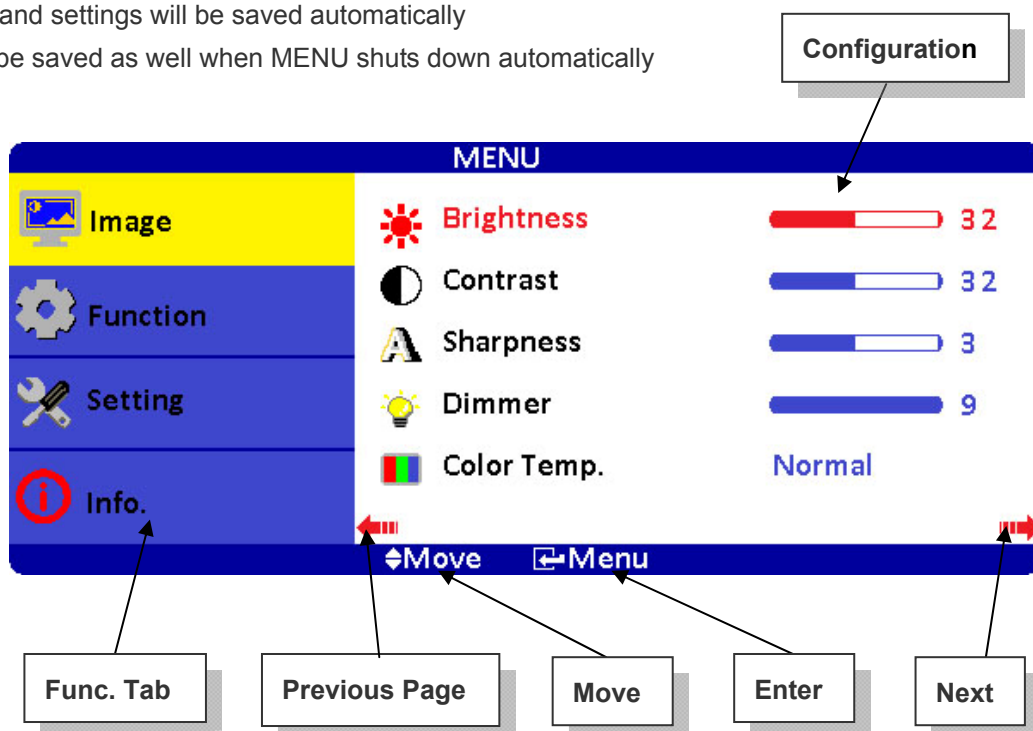 and settings will be saved automatically
be saved as well when MENU shuts down automatically
Configuration
MENU
Image
Brightness 32
Contrast 32
Function
Sharpness 3
Setting
Dimmer 9
Color Temp. Normal
Info.
Move Menu
Func. Tab
Previous Page
Move
Enter
Next